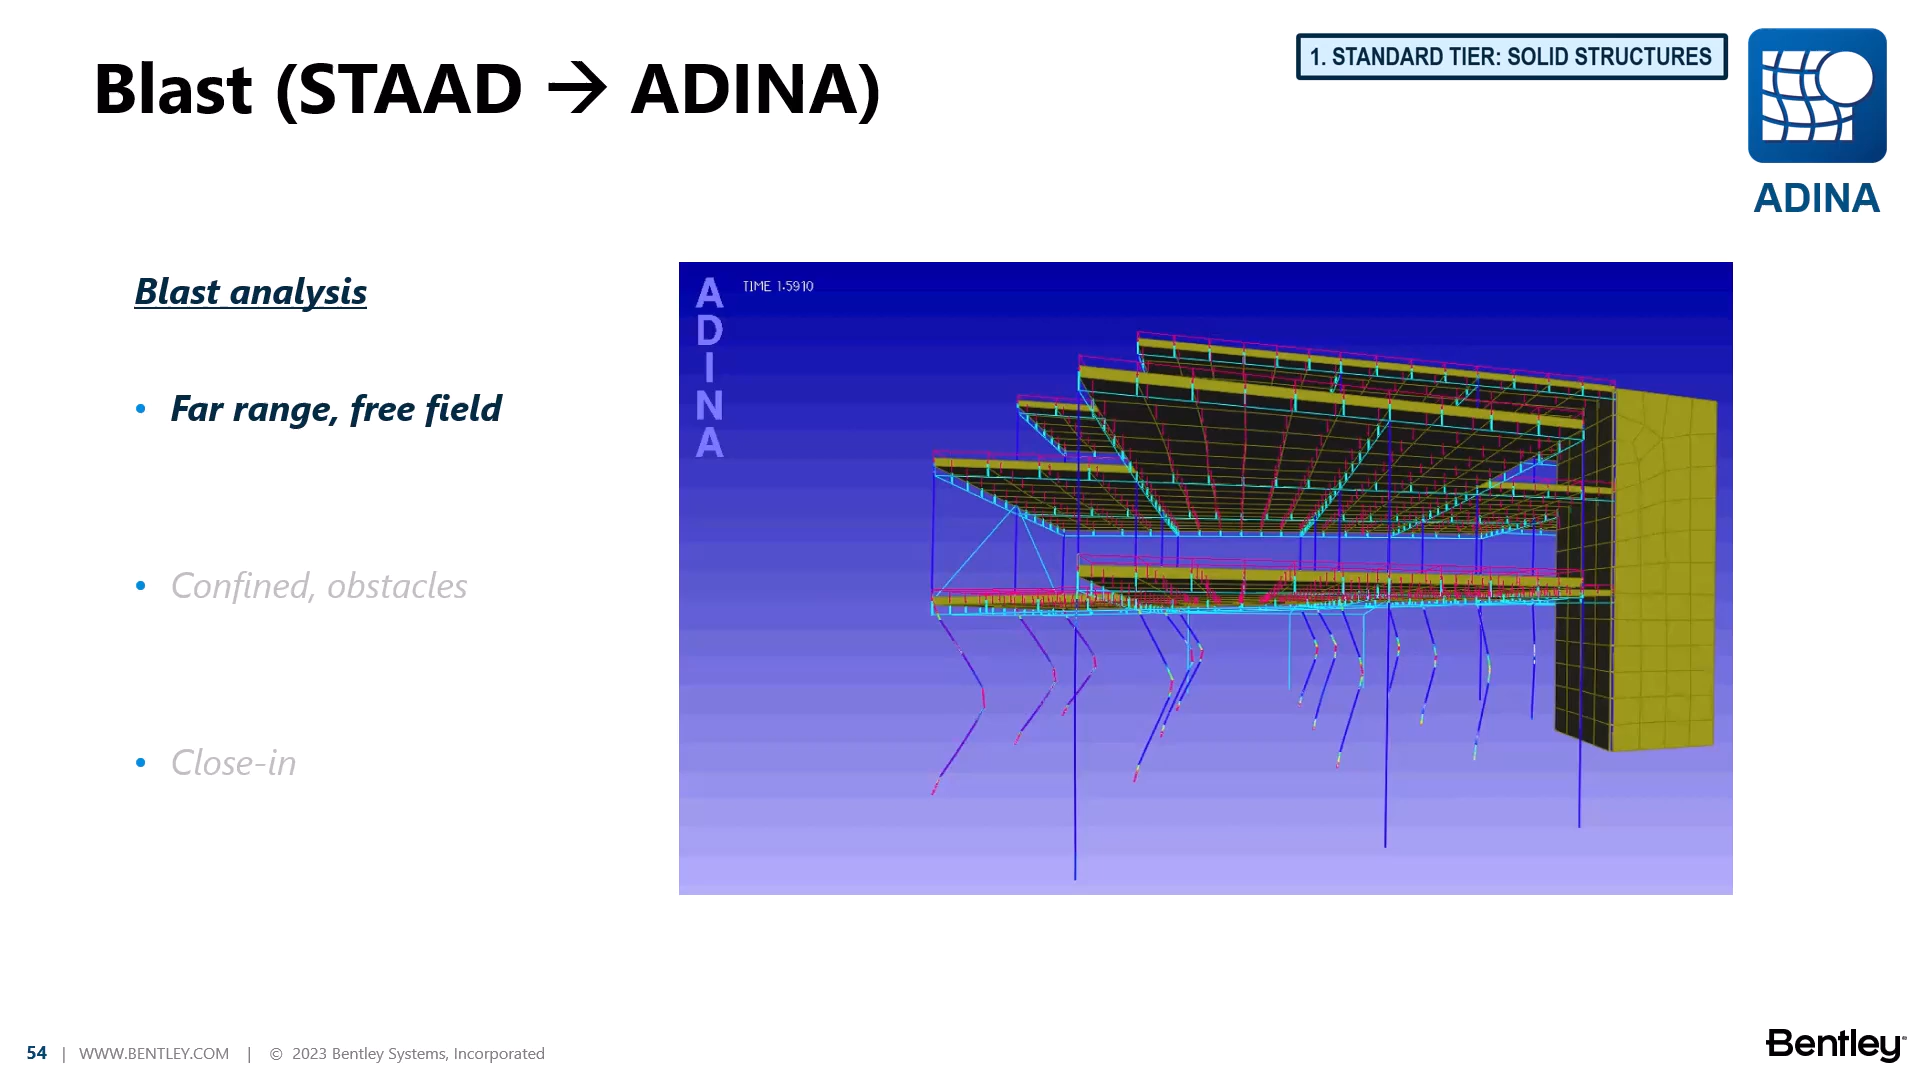 Blast (STAAD → ADINA)
1. STANDARD TIER: SOLID STRUCTURES
ADINA
Blast analysis
• Far range, free field
• Confined, obstacles
• Close-in
ADINA
TIME 1.5910
54 | WWW.BENTLEY.COM | © 2023 Bentley Systems, Incorporated
Bentley